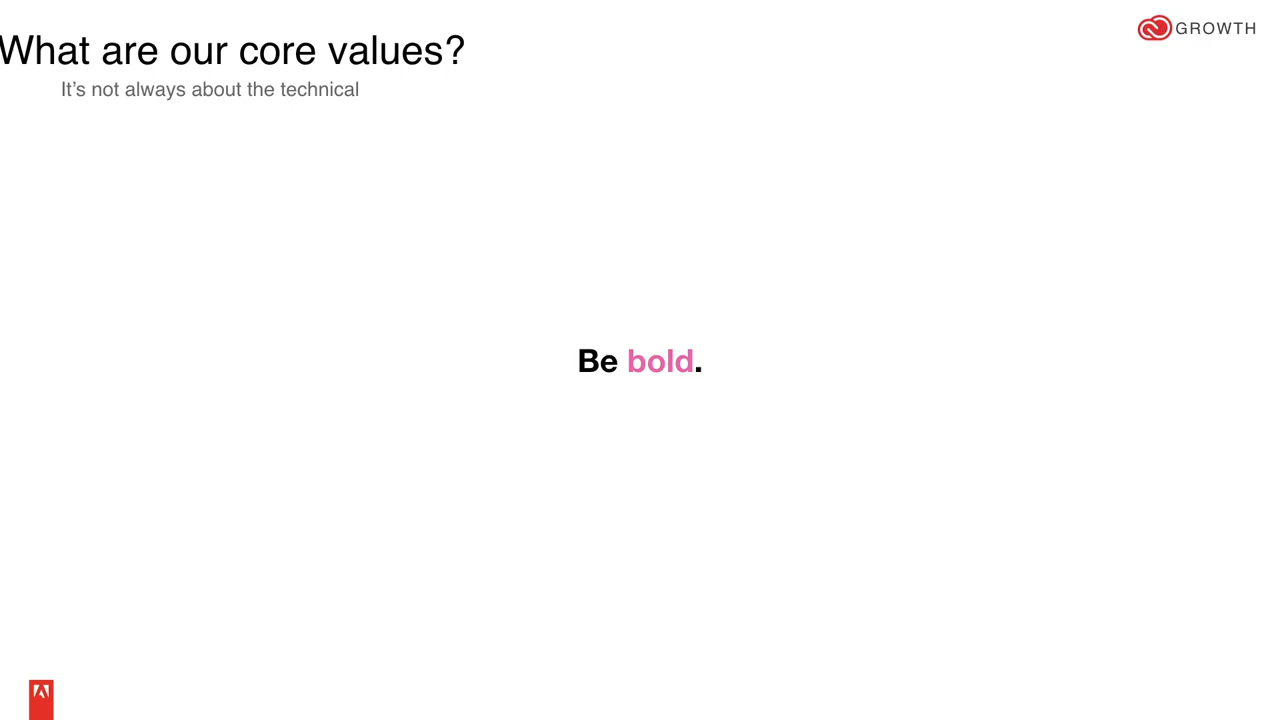 What are our core values?
GROWTH
It’s not always about the technical
Be bold.